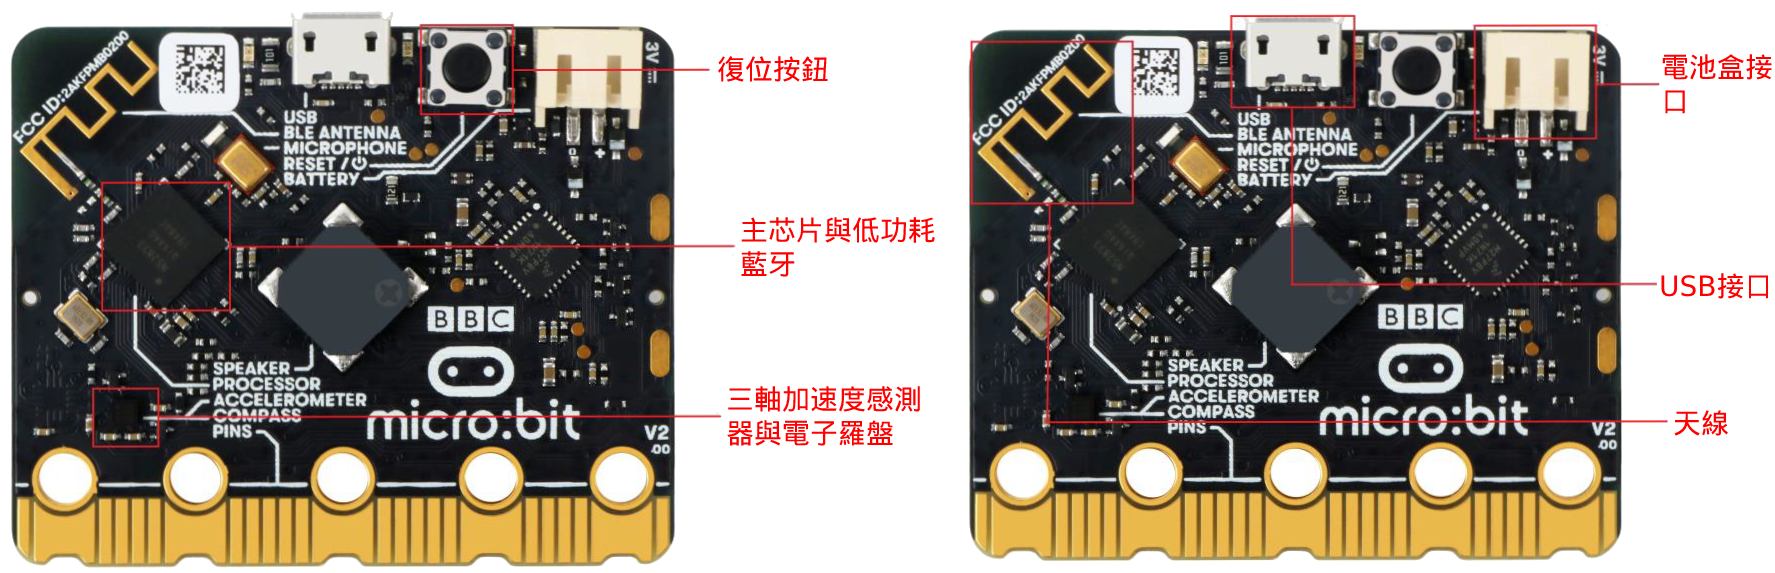 FCC ID:2AKFPMB0200
3V
復位按鈕
USB
BLE ANTENNA
MICROPHONE
RESET /
BATTERY
主芯片與低功耗
藍牙
BBC
SPEAKER
PROCESSOR
ACCELEROMETER
COMPASS
PINS
micro:bit
V2
.00
三軸加速度感測
器與電子羅盤
FCC ID:2AKFPMB0200
3V
電池盒接
口
USB
BLE ANTENNA
MICROPHONE
RESET /
BATTERY
USB接口
BBC
SPEAKER
PROCESSOR
ACCELEROMETER
COMPASS
PINS
micro:bit
V2
.00
天線